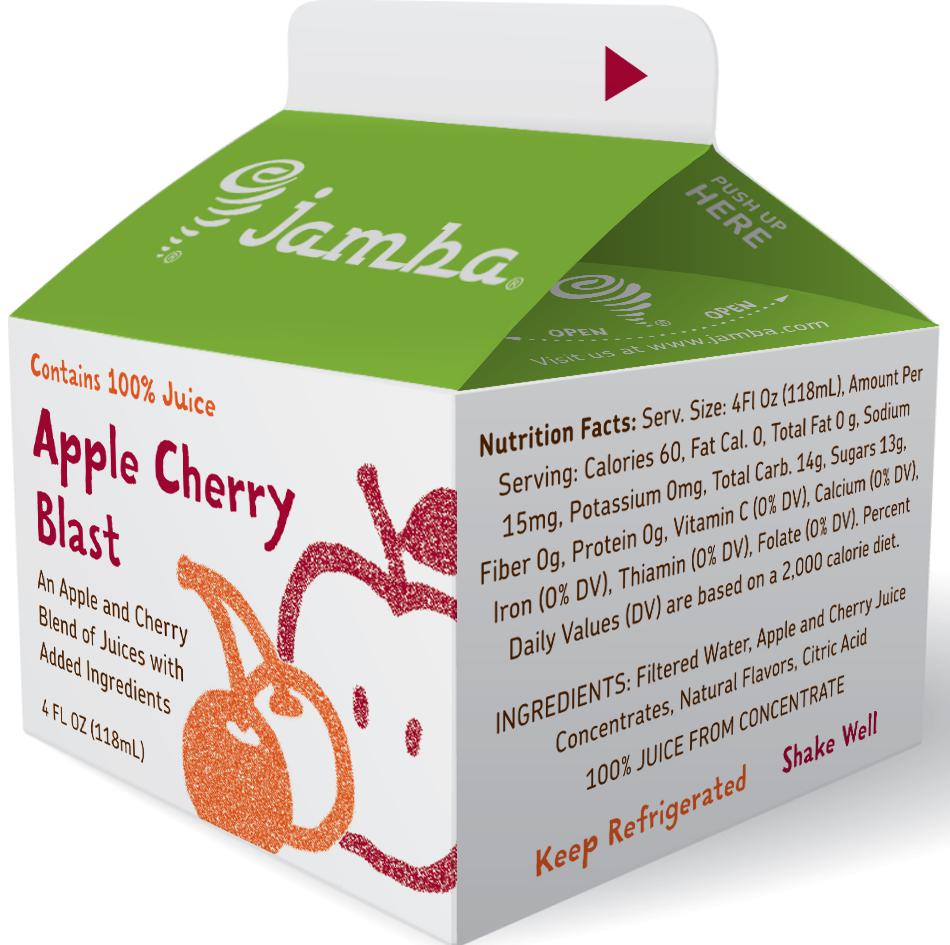 jamba®
PUSH UP
HERE
®
OPEN
OPEN
Visit us at www.jamba.com
Contains 100% Juice
Apple Cherry
Blast
An Apple and Cherry
Blend of Juices with
Added Ingredients
4 FL OZ (118mL)
Nutrition Facts: Serv. Size: 4Fl Oz (118mL), Amount Per
Serving: Calories 60, Fat Cal. 0, Total Fat 0 g, Sodium
15mg, Potassium 0mg, Total Carb. 14g, Sugars 13g,
Fiber 0g, Protein 0g, Vitamin C (0% DV), Calcium (0% DV),
Iron (0% DV), Thiamin (0% DV), Folate (0% DV). Percent
Daily Values (DV) are based on a 2,000 calorie diet.
INGREDIENTS: Filtered Water, Apple and Cherry Juice
Concentrates, Natural Flavors, Citric Acid
100% JUICE FROM CONCENTRATE
Keep Refrigerated Shake Well